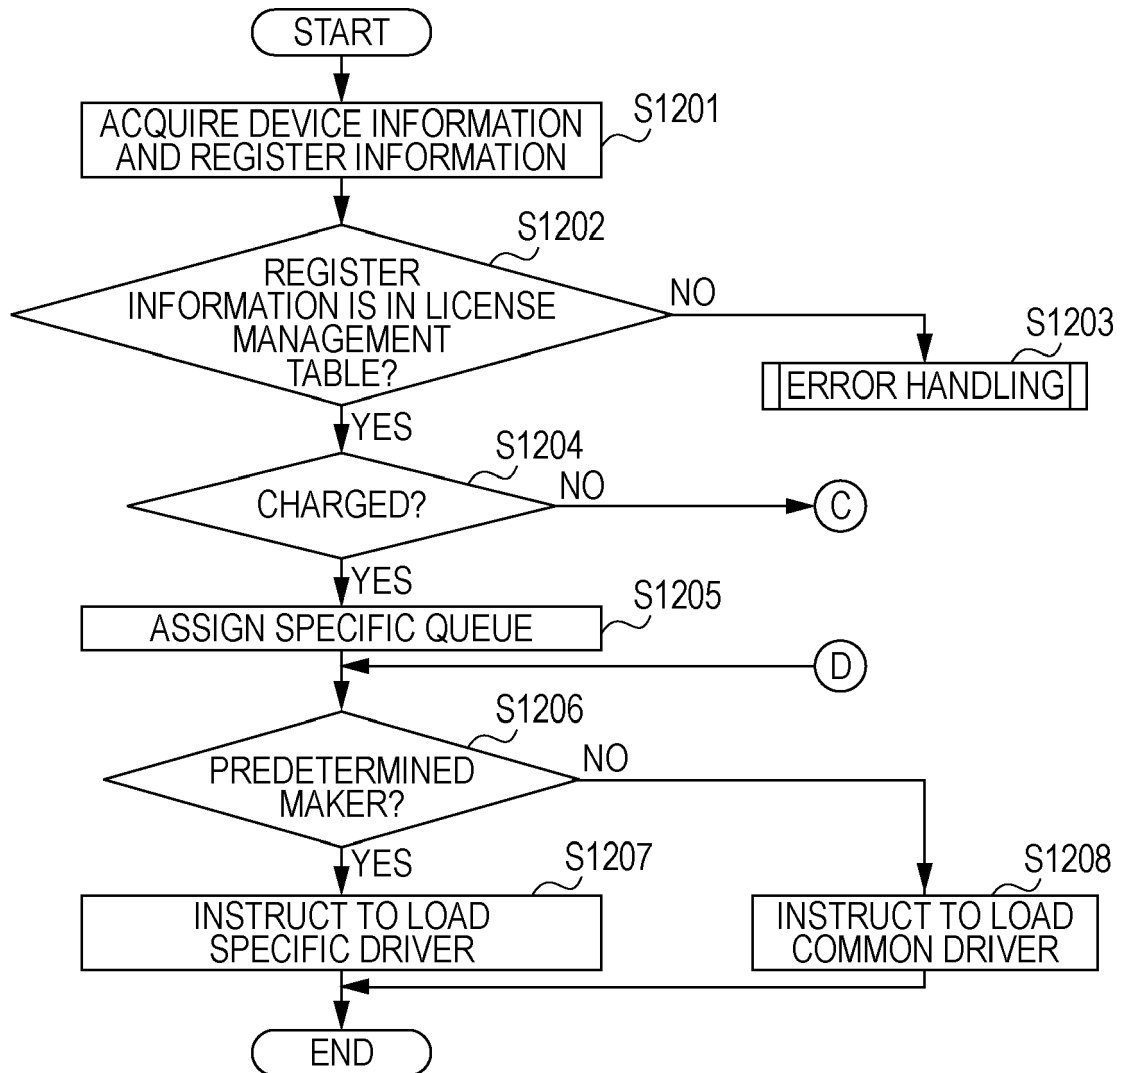 START
ACQUIRE DEVICE INFORMATION
AND REGISTER INFORMATION
S1201
S1202
REGISTER
INFORMATION IS IN LICENSE
MANAGEMENT
TABLE?
NO
S1203
ERROR HANDLING
YES
S1204
CHARGED?
NO
C
YES
S1205
ASSIGN SPECIFIC QUEUE
D
S1206
PREDETERMINED
MAKER?
NO
YES
S1207
INSTRUCT TO LOAD
SPECIFIC DRIVER
S1208
INSTRUCT TO LOAD
COMMON DRIVER
END